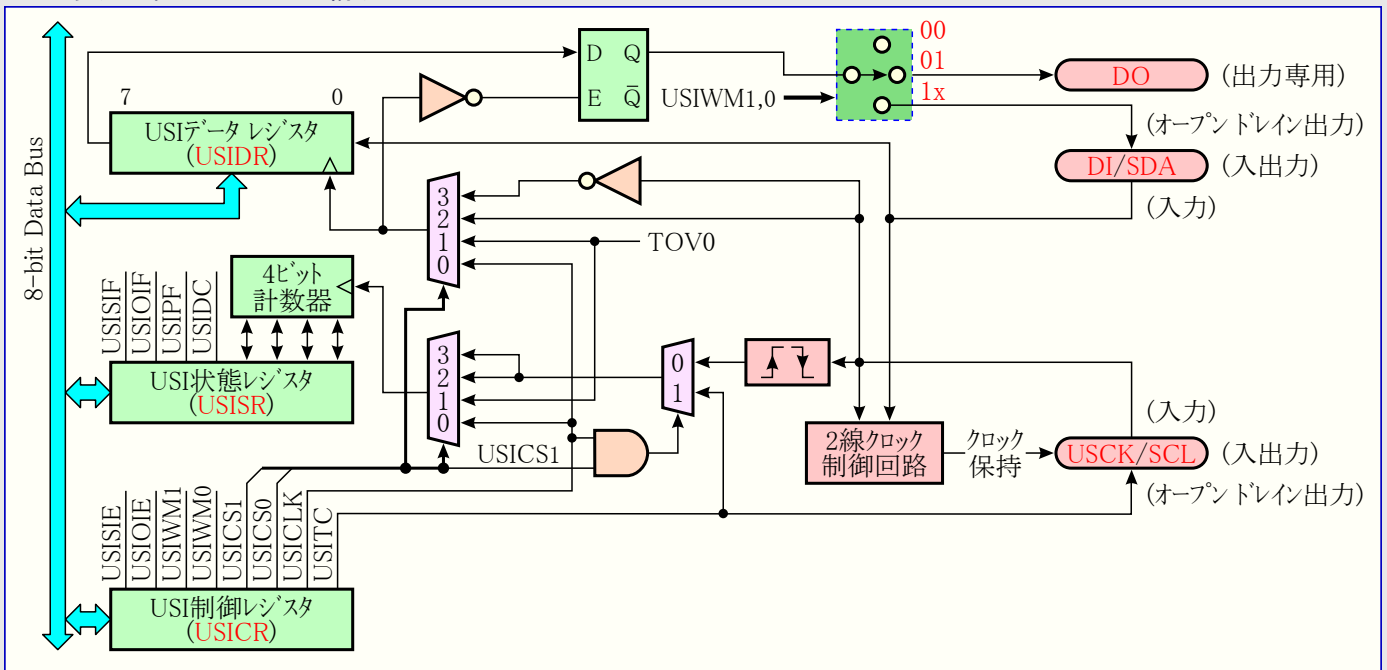 00
01
1x
D Q
E Q̄
USIWM1,0
DO
(出力専用)
7 0
(オープンドレイン出力)
USIデータ レジスタ
(USIDR)
DI/SDA
(入出力)
(入力)
8-bit Data Bus
3
2
1
0
TOV0
4ビット
計数器
USISIF
USIOIF
USIPF
USIDC
USI状態レジスタ
(USISR)
3
2
1
0
0
1
(入力)
USICS1
2線クロック
制御回路
クロック
保持
USCK/SCL
(入出力)
(オープンドレイン出力)
USISIE
USIOIE
USIWM1
USIWM0
USICS1
USICS0
USICLK
USITC
USI制御レジスタ
(USICR)